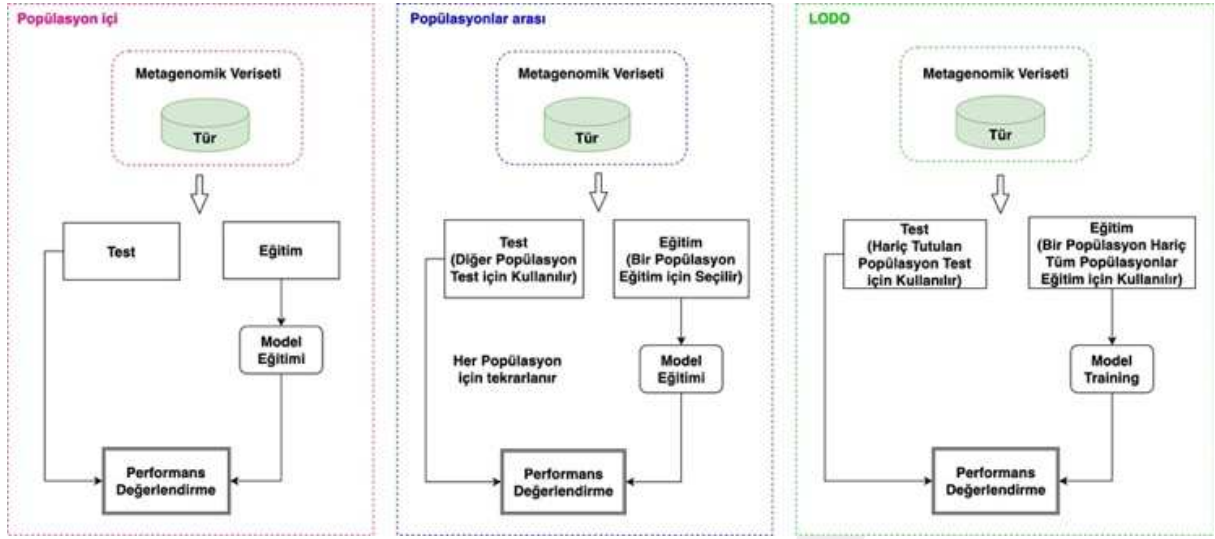 Popülasyon içi
Metagenomik Veriseti
Tür
Test
Eğitim
Model
Eğitimi
Performans
Değerlendirme
Popülasyonlar arası
Metagenomik Veriseti
Tür
Test
(Diğer Popülasyon
Test için Kullanılır)
Eğitim
(Bir Popülasyon
Eğitim için Seçilir)
Her Popülasyon
için tekrarlanır
Model
Eğitimi
Performans
Değerlendirme
LODO
Metagenomik Veriseti
Tür
Test
(Hariç Tutulan
Popülasyon Test
için Kullanılır)
Eğitim
(Bir Popülasyon Hariç
Tüm Popülasyonlar
Eğitim için Kullanılır)
Model
Training
Performans
Değerlendirme